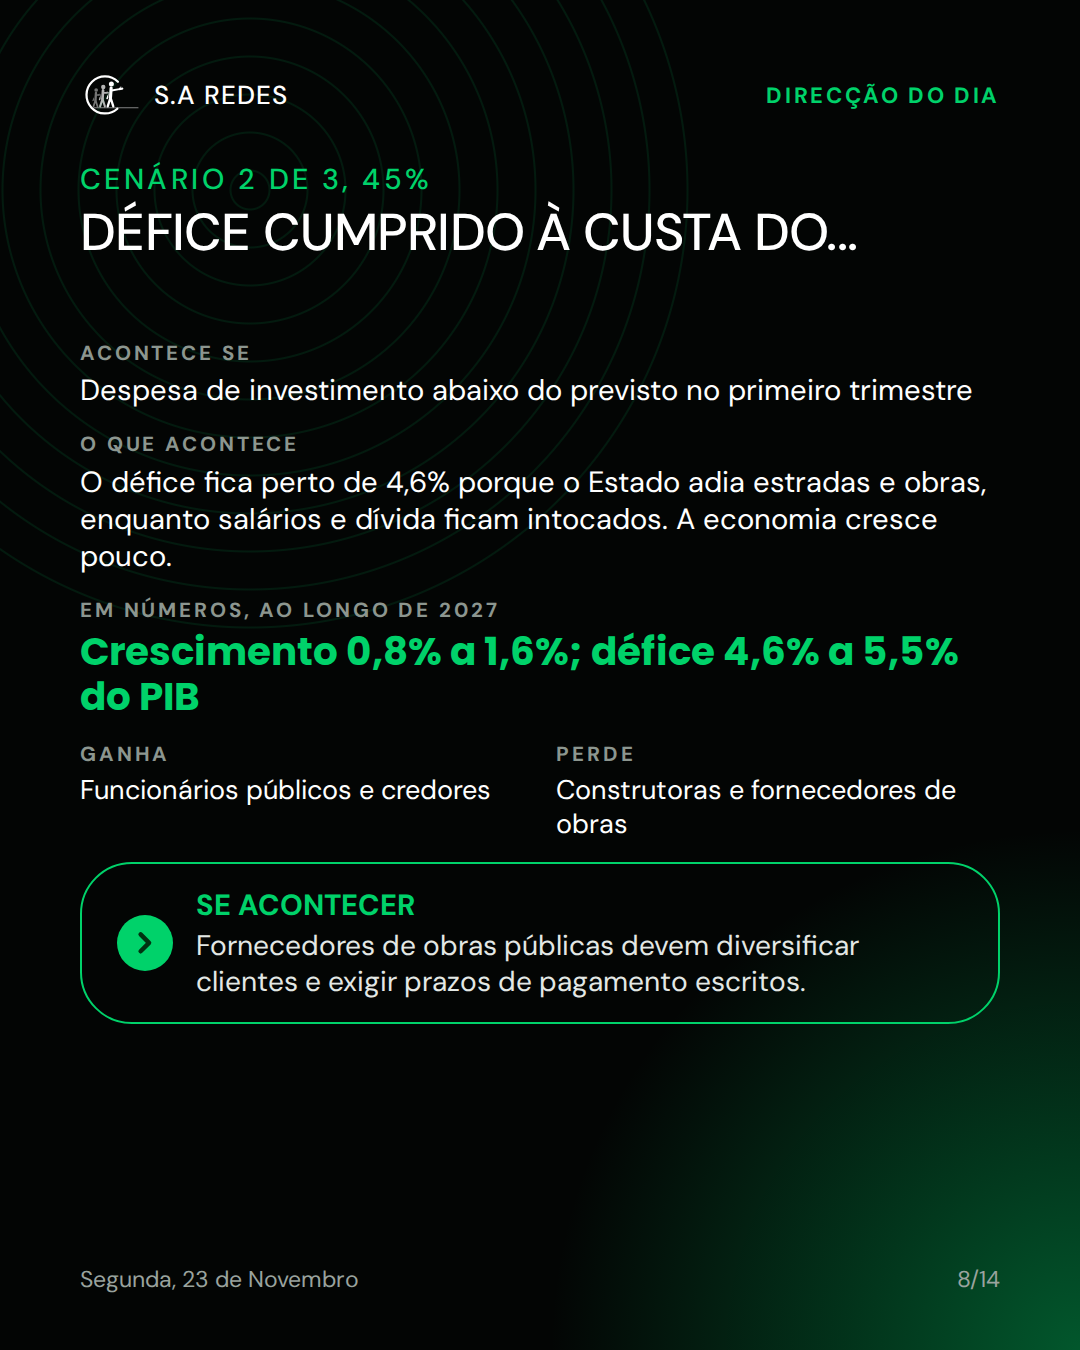 S.A REDES
DIRECÇÃO DO DIA
CENÁRIO 2 DE 3, 45%
DÉFICE CUMPRIDO À CUSTA DO...
ACONTECE SE
Despesa de investimento abaixo do previsto no primeiro trimestre
O QUE ACONTECE
O défice fica perto de 4,6% porque o Estado adia estradas e obras,
enquanto salários e dívida ficam intocados. A economia cresce
pouco.
EM NÚMEROS, AO LONGO DE 2027
Crescimento 0,8% a 1,6%; défice 4,6% a 5,5%
do PIB
GANHA
Funcionários públicos e credores
PERDE
Construtoras e fornecedores de
obras
SE ACONTECER
Fornecedores de obras públicas devem diversificar
clientes e exigir prazos de pagamento escritos.
Segunda, 23 de Novembro
8/14